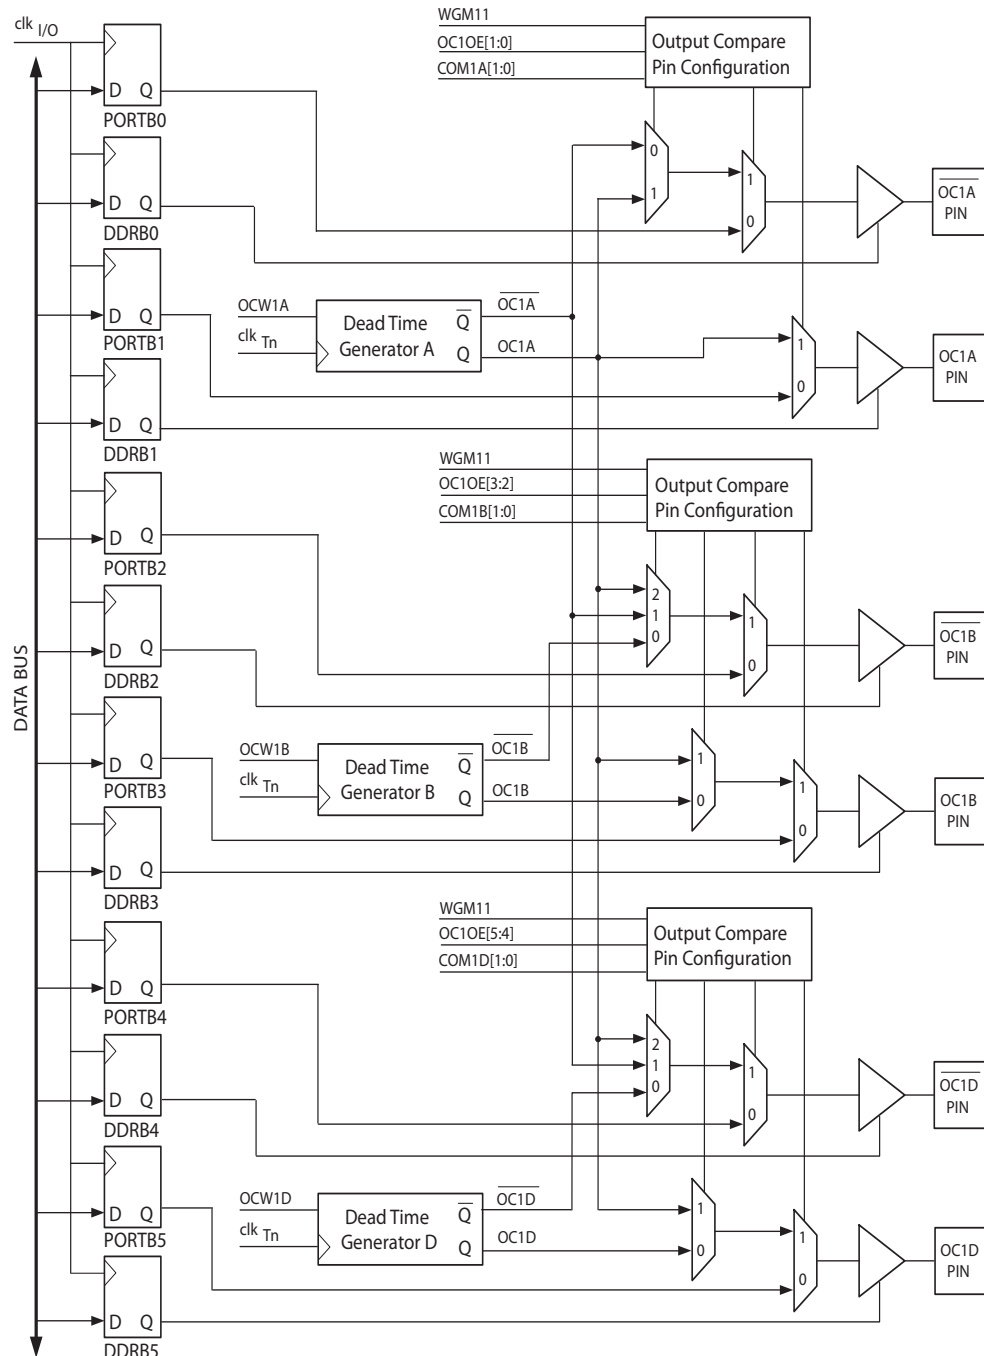 clk I/O
D Q
PORTB0
D Q
DDRB0
D Q
PORTB1
D Q
DDRB1
D Q
PORTB2
D Q
DDRB2
D Q
PORTB3
D Q
DDRB3
D Q
PORTB4
D Q
DDRB4
D Q
PORTB5
D Q
DDRB5
DATA BUS
WGM11
OC1OE[1:0]
COM1A[1:0]
Output Compare
Pin Configuration
0
1
1
0
OC1A
PIN
OCW1A
clk Tn
Dead Time
Generator A
Q
Q
OC1A
OC1A
1
0
OC1A
PIN
WGM11
OC1OE[3:2]
COM1B[1:0]
Output Compare
Pin Configuration
2
1
0
1
0
OC1B
PIN
OCW1B
clk Tn
Dead Time
Generator B
Q
Q
OC1B
OC1B
1
0
1
0
OC1B
PIN
WGM11
OC1OE[5:4]
COM1D[1:0]
Output Compare
Pin Configuration
2
1
0
1
0
OC1D
PIN
OCW1D
clk Tn
Dead Time
Generator D
Q
Q
OC1D
OC1D
1
0
1
0
OC1D
PIN